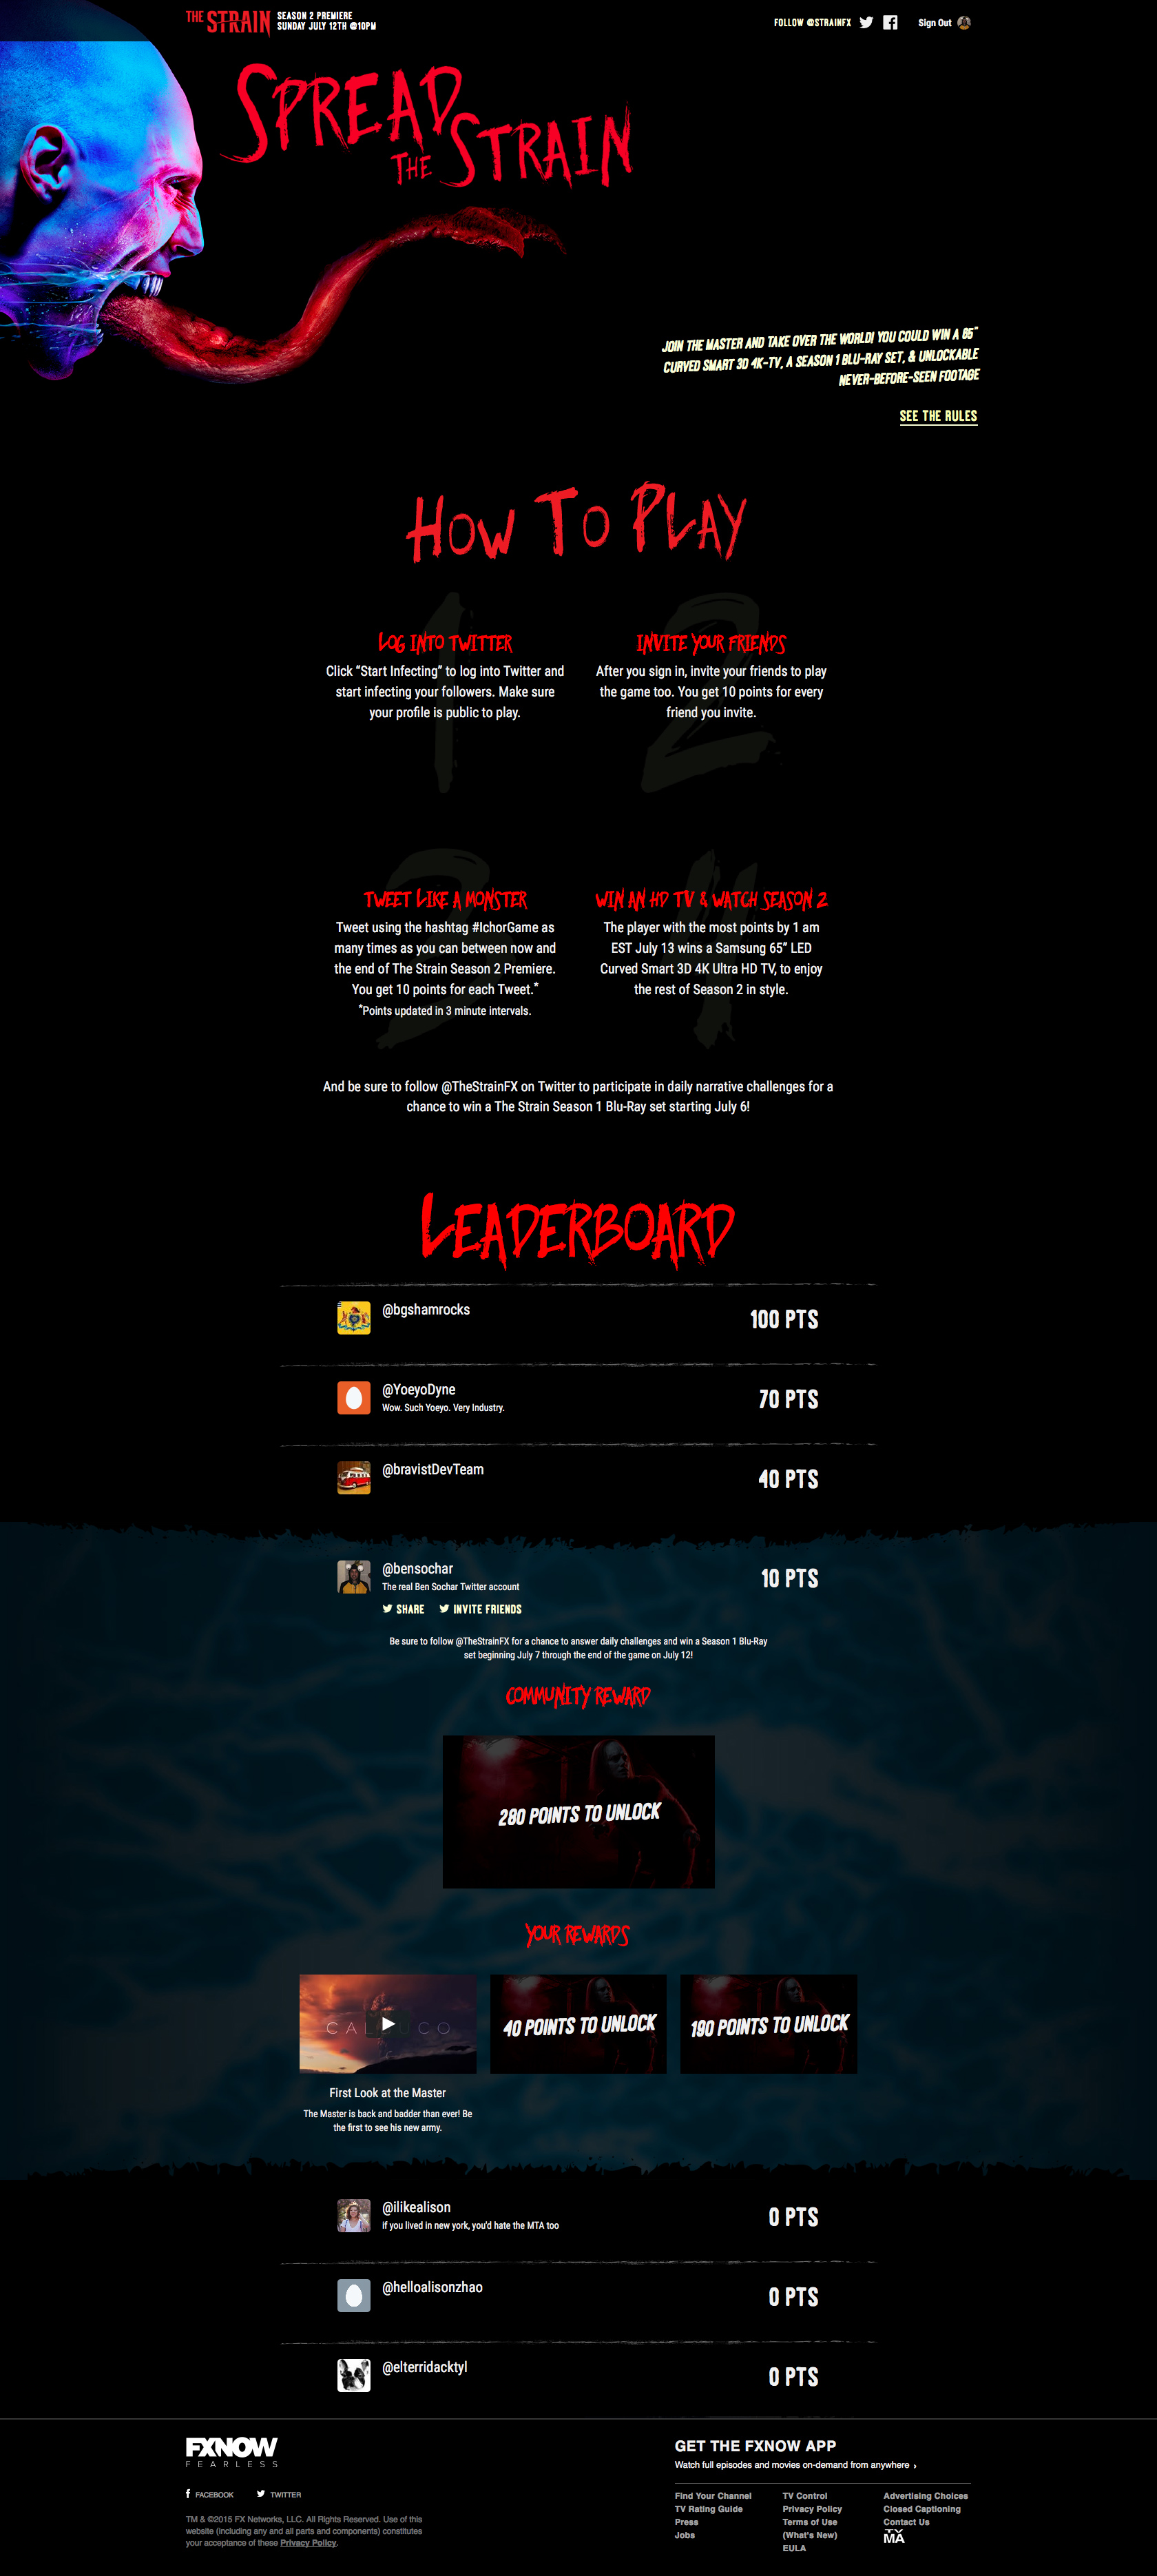 THE STRAIN
SEASON 2 PREMIERE
SUNDAY JULY 12TH @10PM
FOLLOW @STRAINFX
Sign Out
SPREAD
THE STRAIN
JOIN THE MASTER AND TAKE OVER THE WORLD! YOU COULD WIN A 65"
CURVED SMART 3D 4K-TV, A SEASON 1 BLU-RAY SET, & UNLOCKABLE
NEVER-BEFORE-SEEN FOOTAGE
SEE THE RULES
HOW TO PLAY
1
LOG INTO TWITTER
Click “Start Infecting” to log into Twitter and
start infecting your followers. Make sure
your profile is public to play.
2
INVITE YOUR FRIENDS
After you sign in, invite your friends to play
the game too. You get 10 points for every
friend you invite.
3
TWEET LIKE A MONSTER
Tweet using the hashtag #IchorGame as
many times as you can between now and
the end of The Strain Season 2 Premiere.
You get 10 points for each Tweet.*
*Points updated in 3 minute intervals.
4
WIN AN HD TV & WATCH SEASON 2
The player with the most points by 1 am
EST July 13 wins a Samsung 65” LED
Curved Smart 3D 4K Ultra HD TV, to enjoy
the rest of Season 2 in style.
And be sure to follow @TheStrainFX on Twitter to participate in daily narrative challenges for a
chance to win a The Strain Season 1 Blu-Ray set starting July 6!
LEADERBOARD
@bgshamrocks
100 PTS
@YoeyoDyne
Wow. Such Yoeyo. Very Industry.
70 PTS
@bravistDevTeam
40 PTS
@bensochar
The real Ben Sochar Twitter account
10 PTS
SHARE
INVITE FRIENDS
Be sure to follow @TheStrainFX for a chance to answer daily challenges and win a Season 1 Blu-Ray
set beginning July 7 through the end of the game on July 12!
COMMUNITY REWARD
280 POINTS TO UNLOCK
YOUR REWARDS
40 POINTS TO UNLOCK
190 POINTS TO UNLOCK
First Look at the Master
The Master is back and badder than ever! Be
the first to see his new army.
@ilikealison
if you lived in new york, you'd hate the MTA too
0 PTS
@helloalisonzhao
0 PTS
@elterridacktyl
0 PTS
FXNOW
FEARLESS
FACEBOOK
TWITTER
TM & ©2015 FX Networks, LLC. All Rights Reserved. Use of this
website (including any and all parts and components) constitutes
your acceptance of these Privacy Policy.
GET THE FXNOW APP
Watch full episodes and movies on-demand from anywhere ›
Find Your Channel
TV Rating Guide
Press
Jobs
TV Control
Privacy Policy
Terms of Use
(What's New)
EULA
Advertising Choices
Closed Captioning
Contact Us
TV
MA